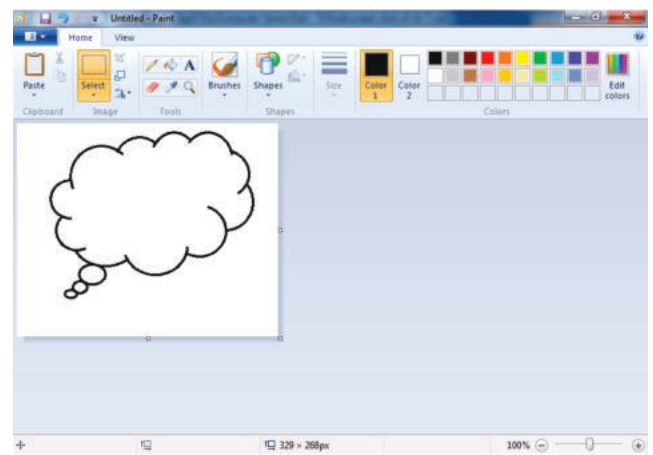 Untitled - Paint
Home View
Paste
Select
Brushes
Shapes
Size
Color 1
Color 2
Edit colors
Clipboard
Image
Tools
Shapes
Colors
329 × 268px
100%